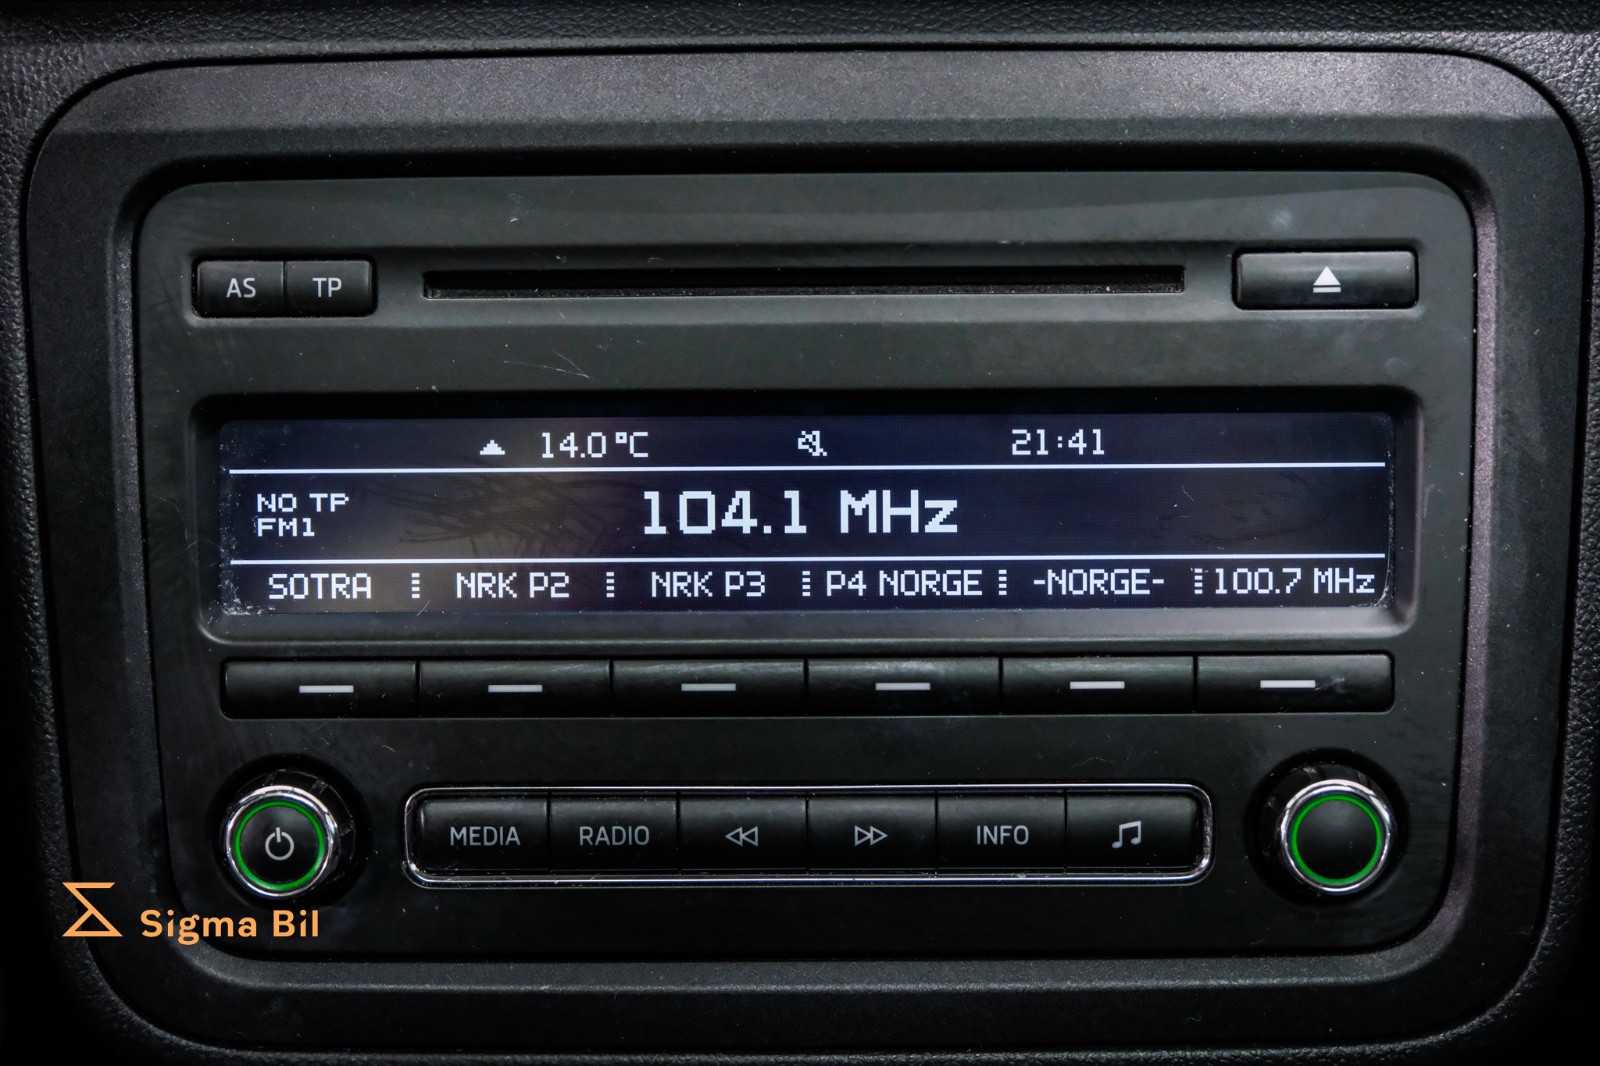 AS TP
14.0 ºC 21:41
NO TP
FM1
104.1 MHz
SOTRA NRK P2 NRK P3 P4 NORGE -NORGE- 100.7 MHz
MEDIA RADIO INFO
Sigma Bil